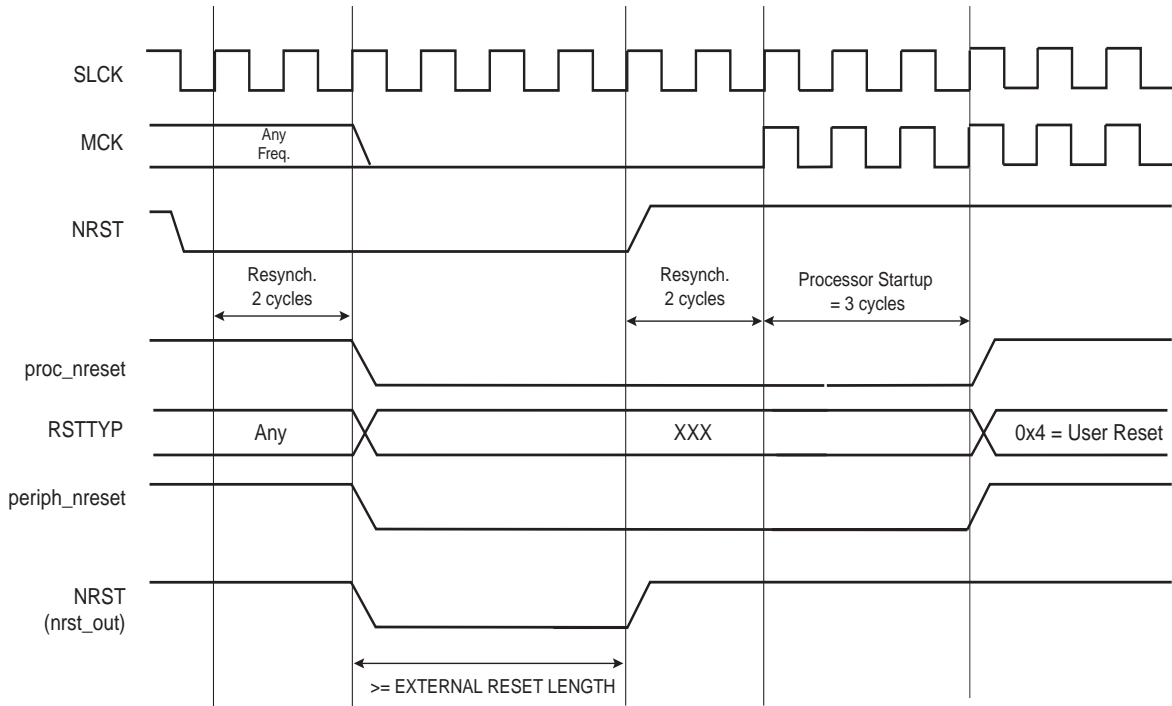 SLCK
MCK
Any
Freq.
NRST
Resynch.
2 cycles
Resynch.
2 cycles
Processor Startup
= 3 cycles
proc_nreset
RSTTYP
Any
XXX
0x4 = User Reset
periph_nreset
NRST
(nrst_out)
>= EXTERNAL RESET LENGTH